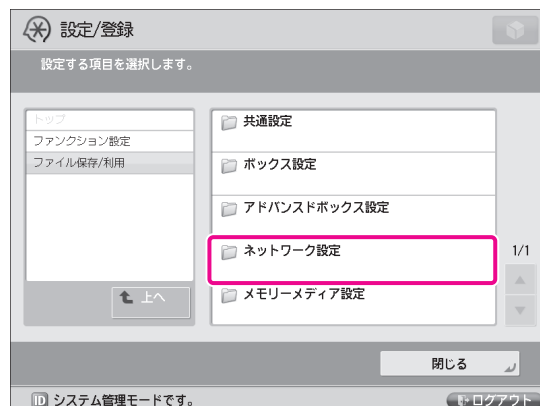 設定/登録
設定する項目を選択します。
トップ
ファンクション設定
ファイル保存/利用
上へ
共通設定
ボックス設定
アドバンスドボックス設定
ネットワーク設定
メモリーメディア設定
1/1
閉じる
ID システム管理モードです。
ログアウト